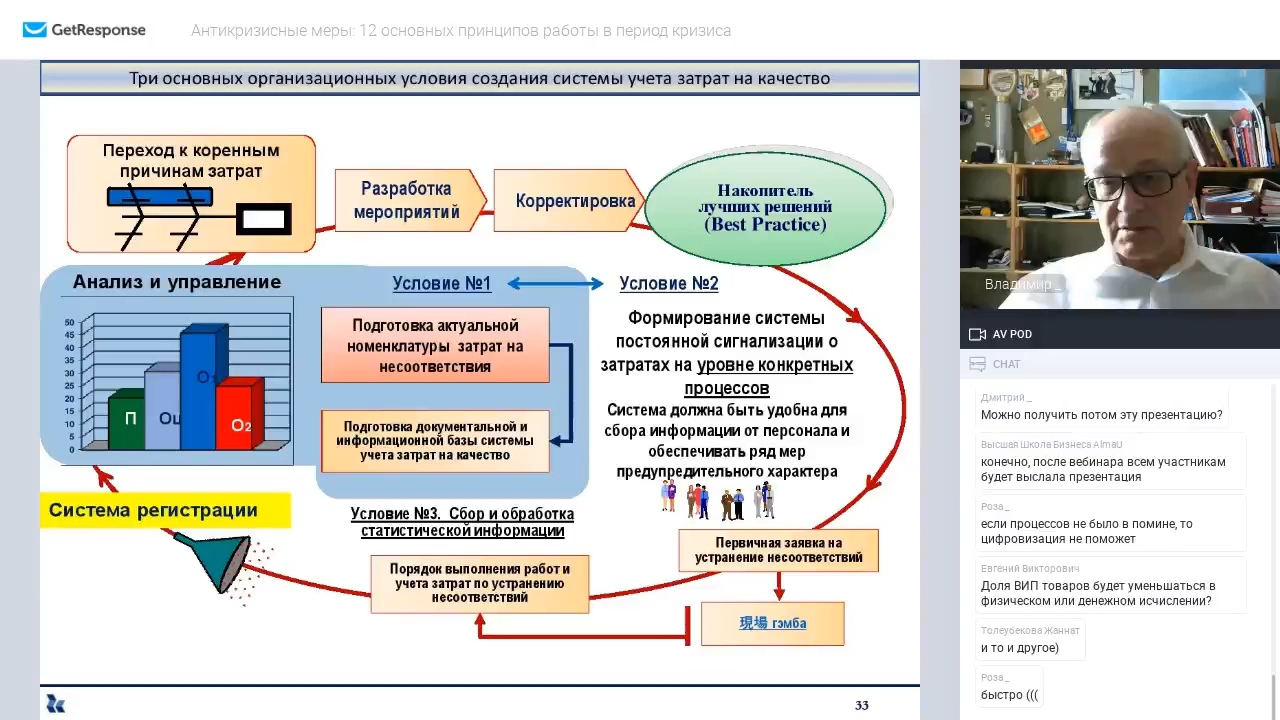 GetResponse
Антикризисные меры: 12 основных принципов работы в период кризиса
Три основных организационных условия создания системы учета затрат на качество
Переход к коренным
причинам затрат
Разработка
мероприятий
Корректировка
Накопитель
лучших решений
(Best Practice)
Анализ и управление
50
45
40
35
30
25
20
15
10
5
0
П
Оц
О1
О2
Условие №1
Подготовка актуальной
номенклатуры затрат на
несоответствия
Подготовка документальной и
информационной базы системы
учета затрат на качество
Условие №2
Формирование системы
постоянной сигнализации о
затратах на уровне конкретных
процессов
Система должна быть удобна для
сбора информации от персонала и
обеспечивать ряд мер
предупредительного характера
Система регистрации
Условие №3. Сбор и обработка
статистической информации
Порядок выполнения работ и
учета затрат по устранению
несоответствий
Первичная заявка на
устранение несоответствий
現場 гэмба
33
Владимир _
AV POD
CHAT
Дмитрий _
Можно получить потом эту презентацию?
Высшая Школа Бизнеса AlmaU
конечно, после вебинара всем участникам
будет выслала презентация
Роза _
если процессов не было в помине, то
цифровизация не поможет
Евгений Викторович
Доля ВИП товаров будет уменьшаться в
физическом или денежном исчислении?
Толеубекова Жаннат
и то и другое)
Роза _
быстро (((